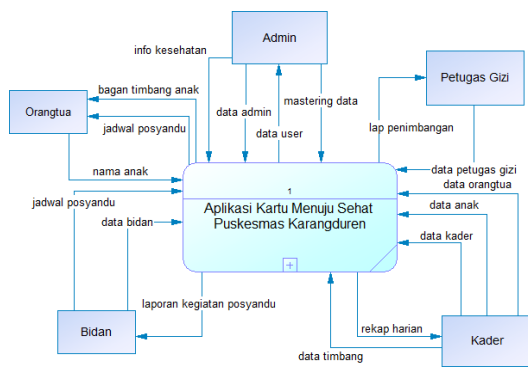 Admin
info kesehatan
Petugas Gizi
bagan timbang anak
Orangtua
data admin
mastering data
jadwal posyandu
data user
lap penimbangan
nama anak
data petugas gizi
jadwal posyandu
data orangtua
1
Aplikasi Kartu Menuju Sehat
Puskesmas Karangduren
data bidan
data anak
data kader
laporan kegiatan posyandu
Bidan
rekap harian
Kader
data timbang